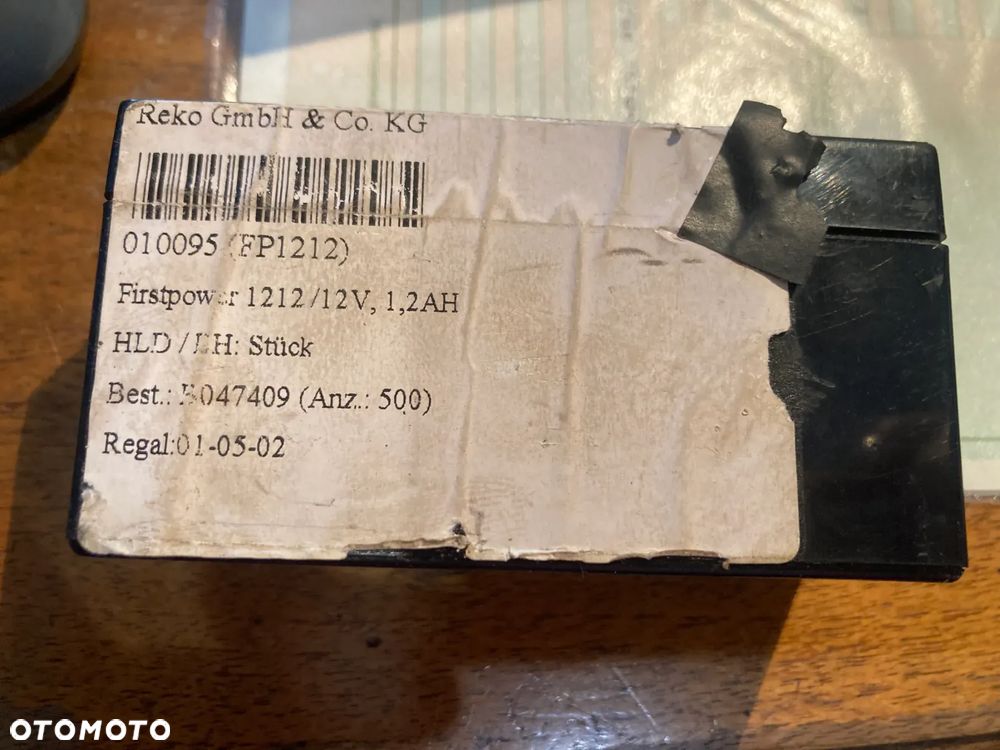 Reko GmbH & Co. KG
010095 (FP1212)
Firstpower 1212/12V, 1,2AH
HLD / EH: Stück
Best.: B047409 (Anz.: 500)
Regal:01-05-02
OTOMOTO